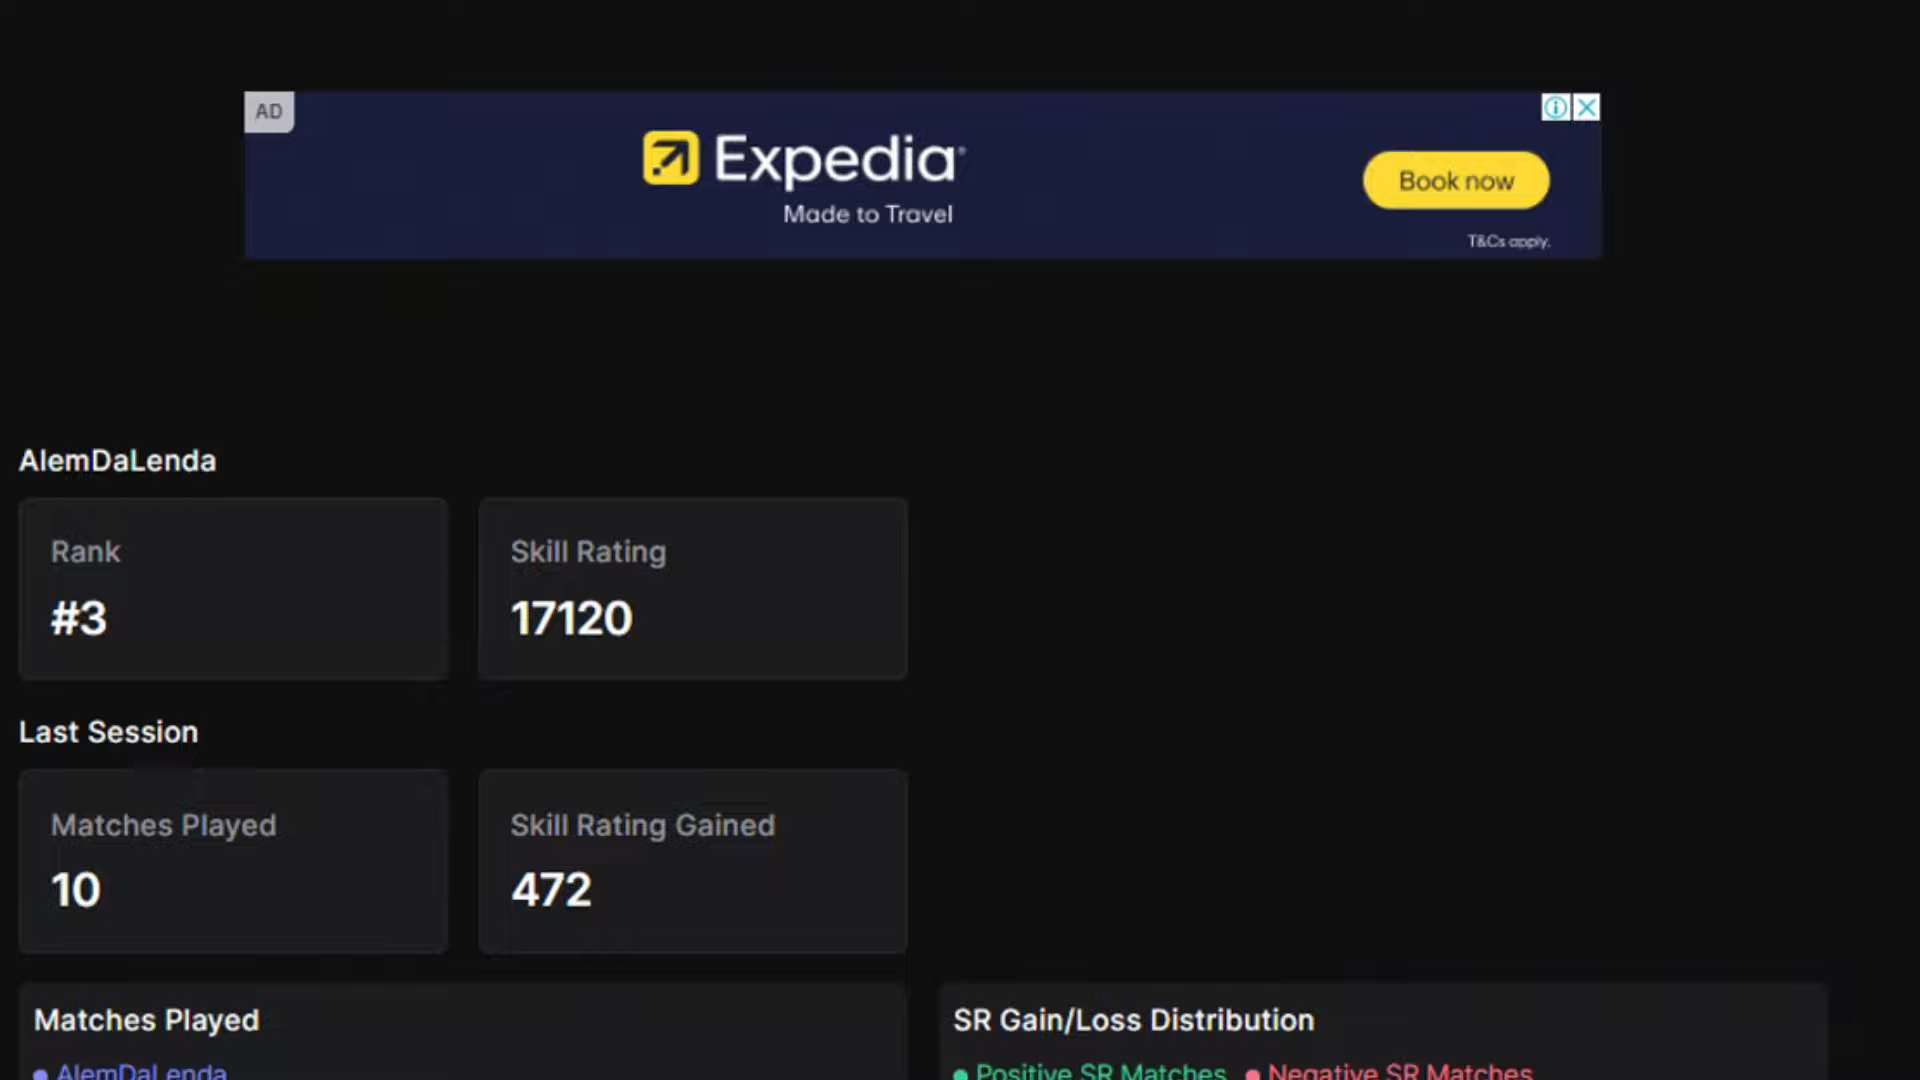 AD
Expedia
Made to Travel
Book now
T&Cs apply.
AlemDaLenda
Rank
#3
Skill Rating
17120
Last Session
Matches Played
10
Skill Rating Gained
472
Matches Played
AlemDaLenda
SR Gain/Loss Distribution
Positive SR Matches
Negative SR Matches